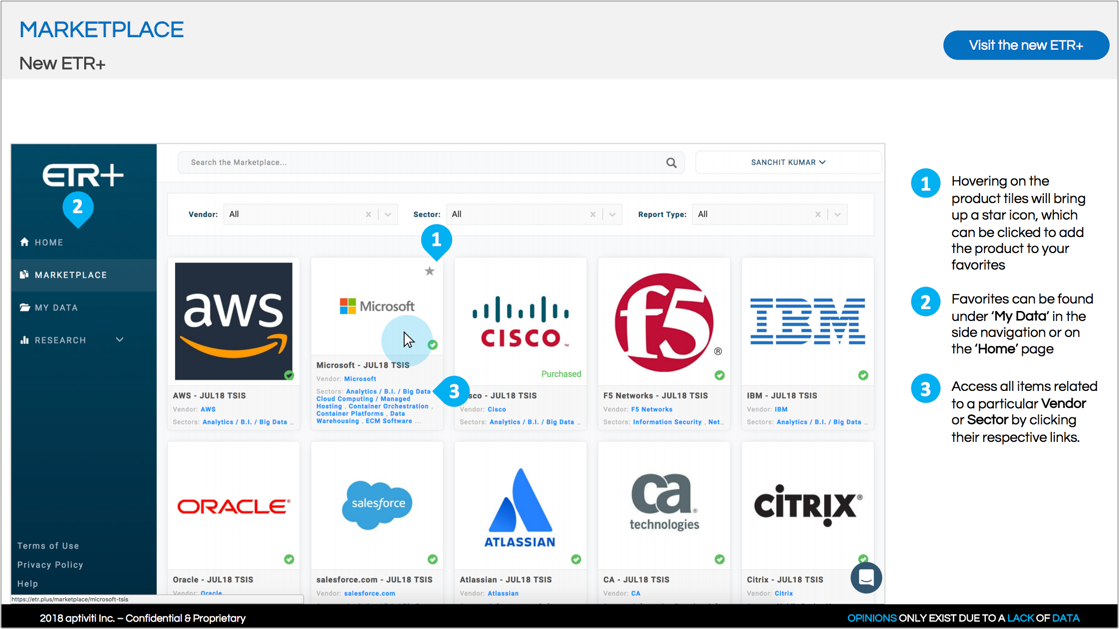 MARKETPLACE
New ETR+
Visit the new ETR+
ETR+
2
HOME
MARKETPLACE
MY DATA
RESEARCH
Terms of Use
Privacy Policy
Help
https://etr.plus/marketplace/microsoft-tsis
Search the Marketplace...
SANCHIT KUMAR
Vendor: All
Sector: All
Report Type: All
1
aws
AWS - JUL18 TSIS
Vendor: AWS
Sectors: Analytics / B.I. / Big Data ..
Microsoft
Microsoft - JUL18 TSIS
Vendor: Microsoft
Sectors: Analytics / B.I. / Big Data
Cloud Computing / Managed
Hosting , Container Orchestration ,
Container Platforms , Data
Warehousing , ECM Software ...
3
CISCO
Purchased
sco - JUL18 TSIS
Vendor: Cisco
Sectors: Analytics / B.I. / Big Data ..
f5
F5 Networks - JUL18 TSIS
Vendor: F5 Networks
Sectors: Information Security , Net..
IBM
IBM - JUL18 TSIS
Vendor: IBM
Sectors: Analytics / B.I. / Big Data ..
ORACLE
Oracle - JUL18 TSIS
Vendor: Oracle
salesforce
salesforce.com - JUL18 TSIS
Vendor: salesforce.com
ATLASSIAN
Atlassian - JUL18 TSIS
Vendor: Atlassian
ca
technologies
CA - JUL18 TSIS
Vendor: CA
CİTRIX
Citrix - JUL18 TSIS
Vendor: Citrix
1
Hovering on the
product tiles will bring
up a star icon, which
can be clicked to add
the product to your
favorites
2
Favorites can be found
under ‘My Data’ in the
side navigation or on
the ‘Home’ page
3
Access all items related
to a particular Vendor
or Sector by clicking
their respective links.
2018 aptiviti Inc. – Confidential & Proprietary
OPINIONS ONLY EXIST DUE TO A LACK OF DATA